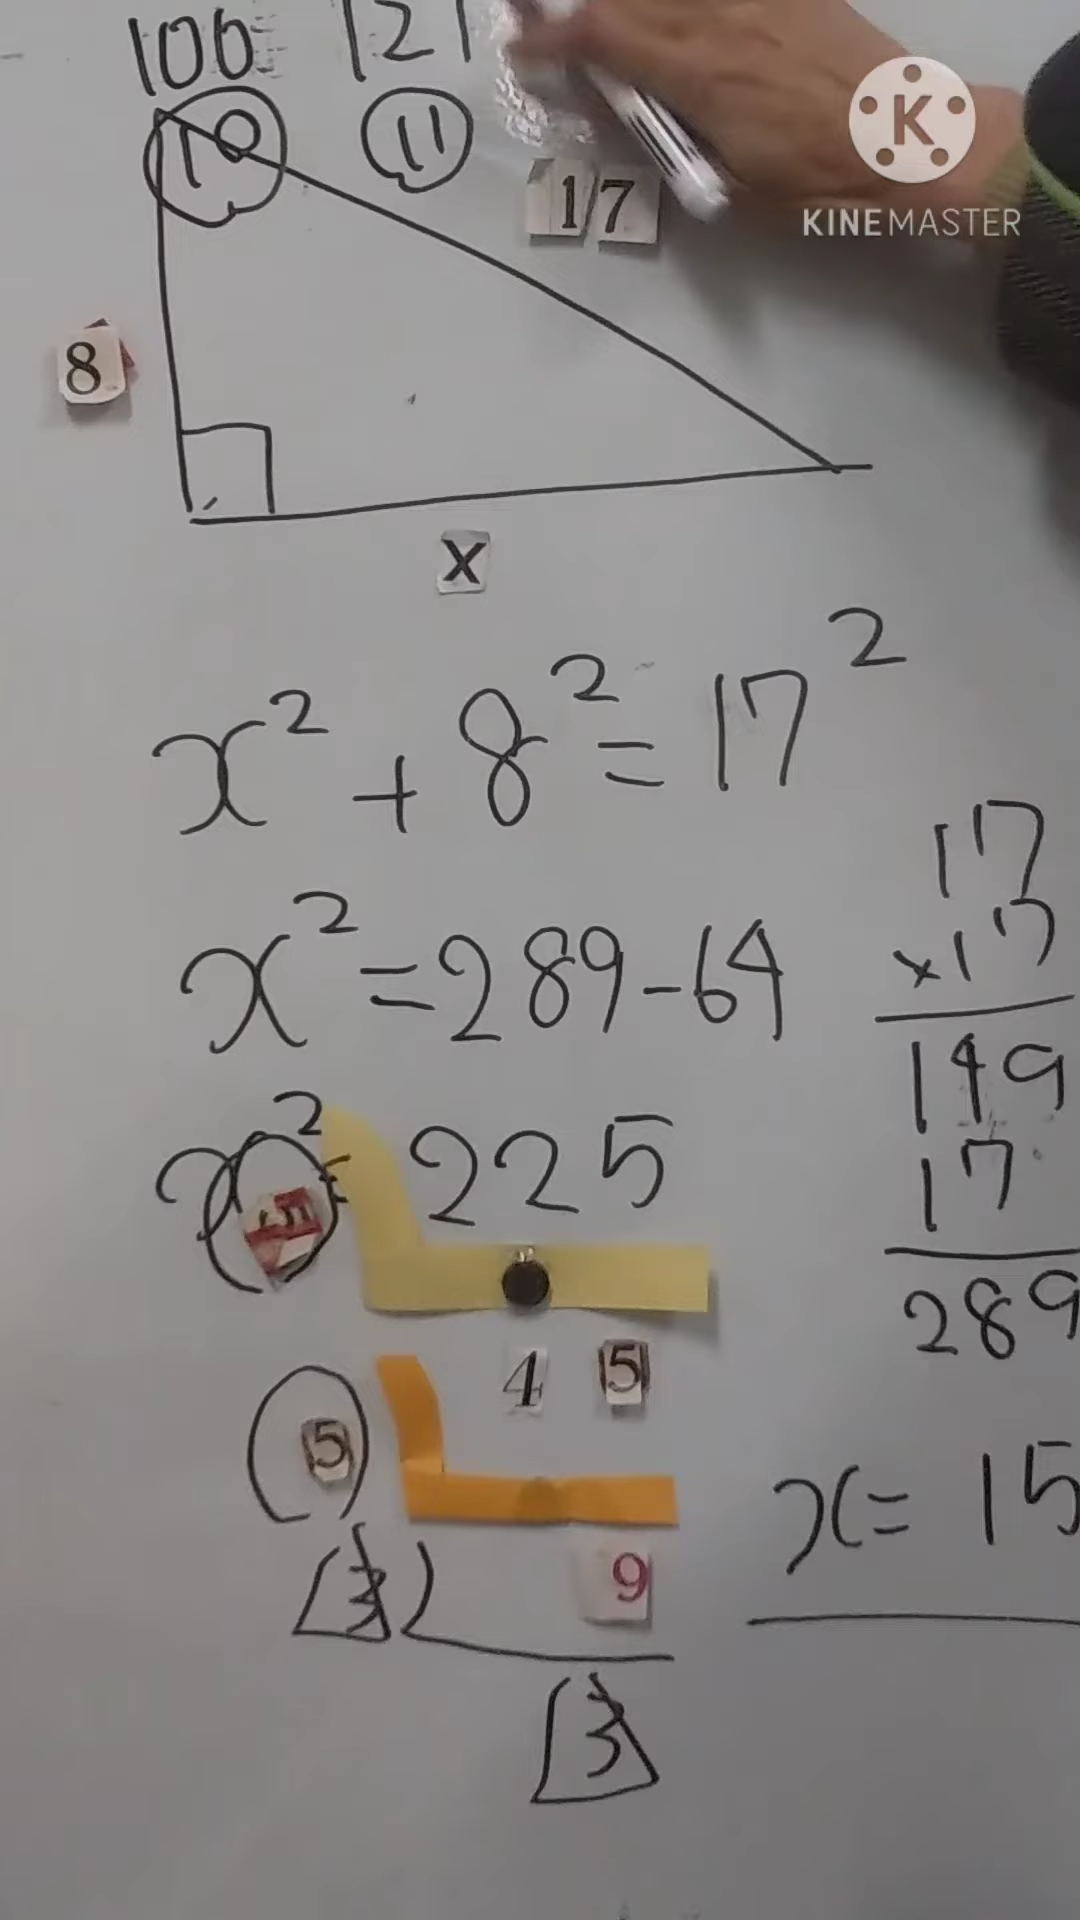 100 121
10 11
17
8
x
x² + 8² = 17²
x² = 289 - 64
x² = 225
5
4 5
5
9
3
3
17
×17
149
17
289
x = 15
K
KINEMASTER